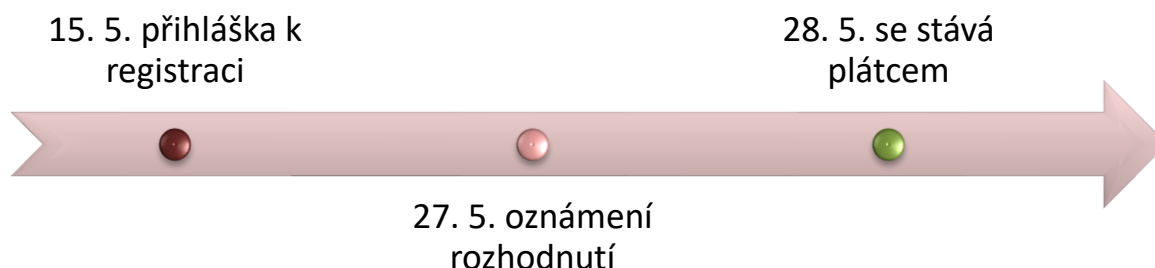 15. 5. přihláška k
registraci
27. 5. oznámení
rozhodnutí
28. 5. se stává
plátcem